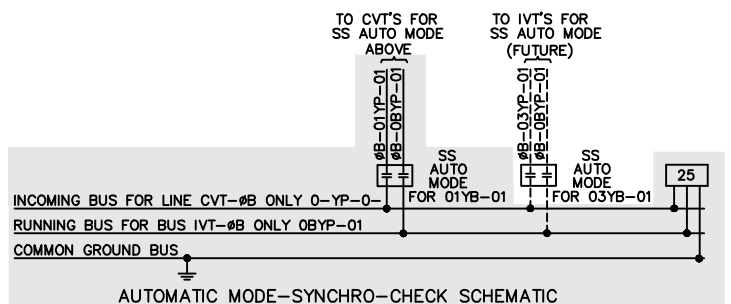 TO CVT'S FOR
SS AUTO MODE
ABOVE
TO IVT'S FOR
SS AUTO MODE
(FUTURE)
øB-01YP-01
øB-0BYP-01
øB-03YP-01
øB-0BYP-01
SS
AUTO
MODE
FOR 01YB-01
SS
AUTO
MODE
FOR 03YB-01
25
INCOMING BUS FOR LINE CVT-øB ONLY 0-YP-0-
RUNNING BUS FOR BUS IVT-øB ONLY 0BYP-01
COMMON GROUND BUS
AUTOMATIC MODE-SYNCHRO-CHECK SCHEMATIC